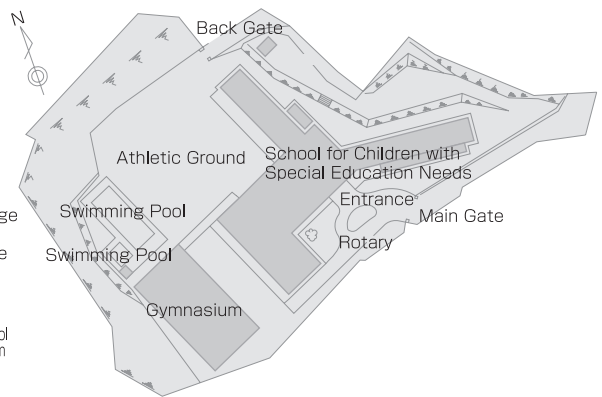 N
Back Gate
Athletic Ground
School for Children with
Special Education Needs
Swimming Pool
Entrance
Main Gate
Swimming Pool
Rotary
Gymnasium